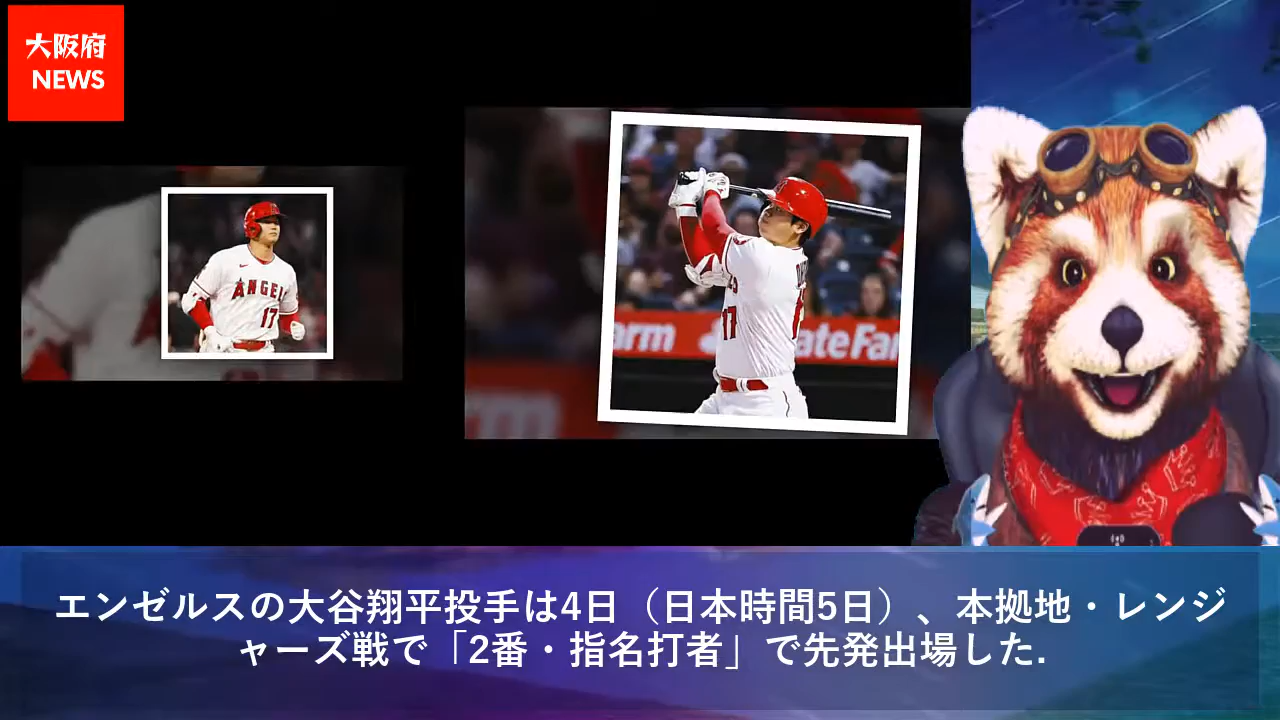 大阪府
NEWS
ANGEL
17
17
arm
ateFar
エンゼルスの大谷翔平投手は4日（日本時間5日）、本拠地・レンジ
ャーズ戦で「2番・指名打者」で先発出場した.